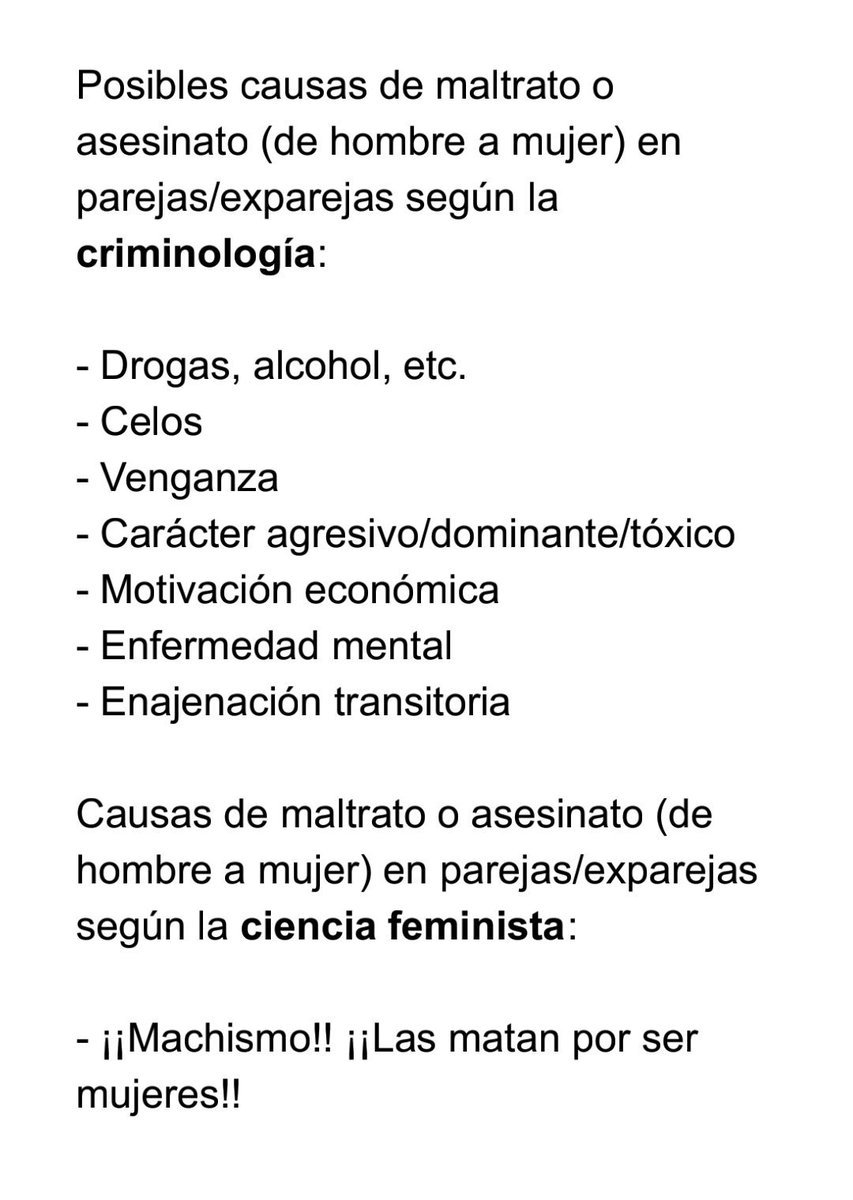 Posibles causas de maltrato o
asesinato (de hombre a mujer) en
parejas/exparejas según la
criminología:
- Drogas, alcohol, etc.
- Celos
- Venganza
- Carácter agresivo/dominante/tóxico
- Motivación económica
- Enfermedad mental
- Enajenación transitoria
Causas de maltrato o asesinato (de
hombre a mujer) en parejas/exparejas
según la ciencia feminista:
- ¡¡Machismo!! ¡¡Las matan por ser
mujeres!!